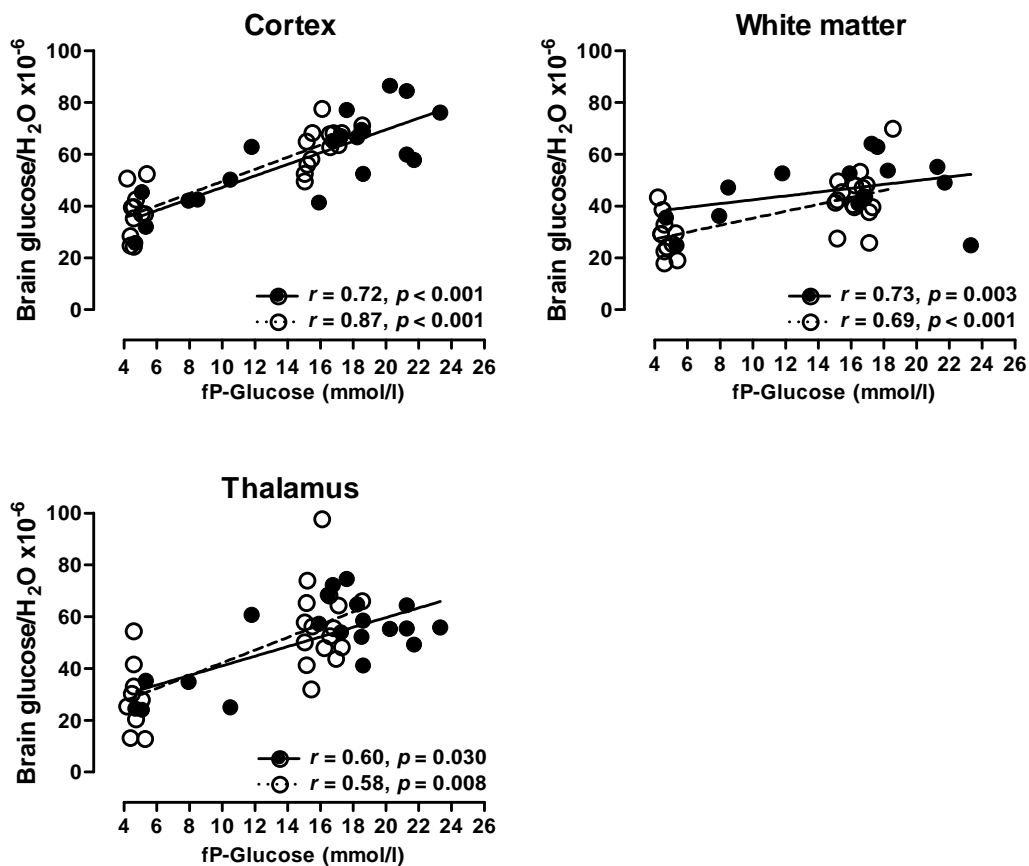 Cortex
Brain glucose/H₂O x10⁻⁶
100
80
60
40
20
0
r = 0.72, p < 0.001
r = 0.87, p < 0.001
4 6 8 10 12 14 16 18 20 22 24 26
fP-Glucose (mmol/l)
White matter
Brain glucose/H₂O x10⁻⁶
100
80
60
40
20
0
r = 0.73, p = 0.003
r = 0.69, p < 0.001
4 6 8 10 12 14 16 18 20 22 24 26
fP-Glucose (mmol/l)
Thalamus
Brain glucose/H₂O x10⁻⁶
100
80
60
40
20
0
r = 0.60, p = 0.030
r = 0.58, p = 0.008
4 6 8 10 12 14 16 18 20 22 24 26
fP-Glucose (mmol/l)